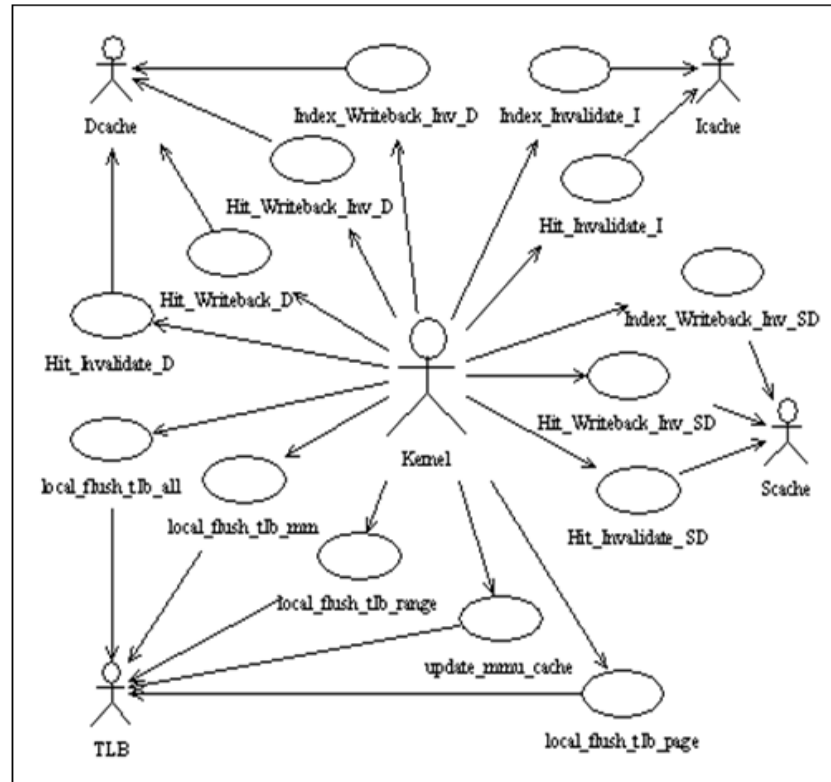 Index_Writeback_Inv_D
Index_Invalidate_I
Dcache
Icache
Hit_Writeback_Inv_D
Hit_Invalidate_I
Hit_Writeback_D
Index_Writeback_Inv_SD
Hit_Invalidate_D
Hit_Writeback_Inv_SD
Kernel
Scache
local_flush_tlb_all
local_flush_tlb_mm
Hit_Invalidate_SD
local_flush_tlb_range
update_mmu_cache
local_flush_tlb_page
TLB